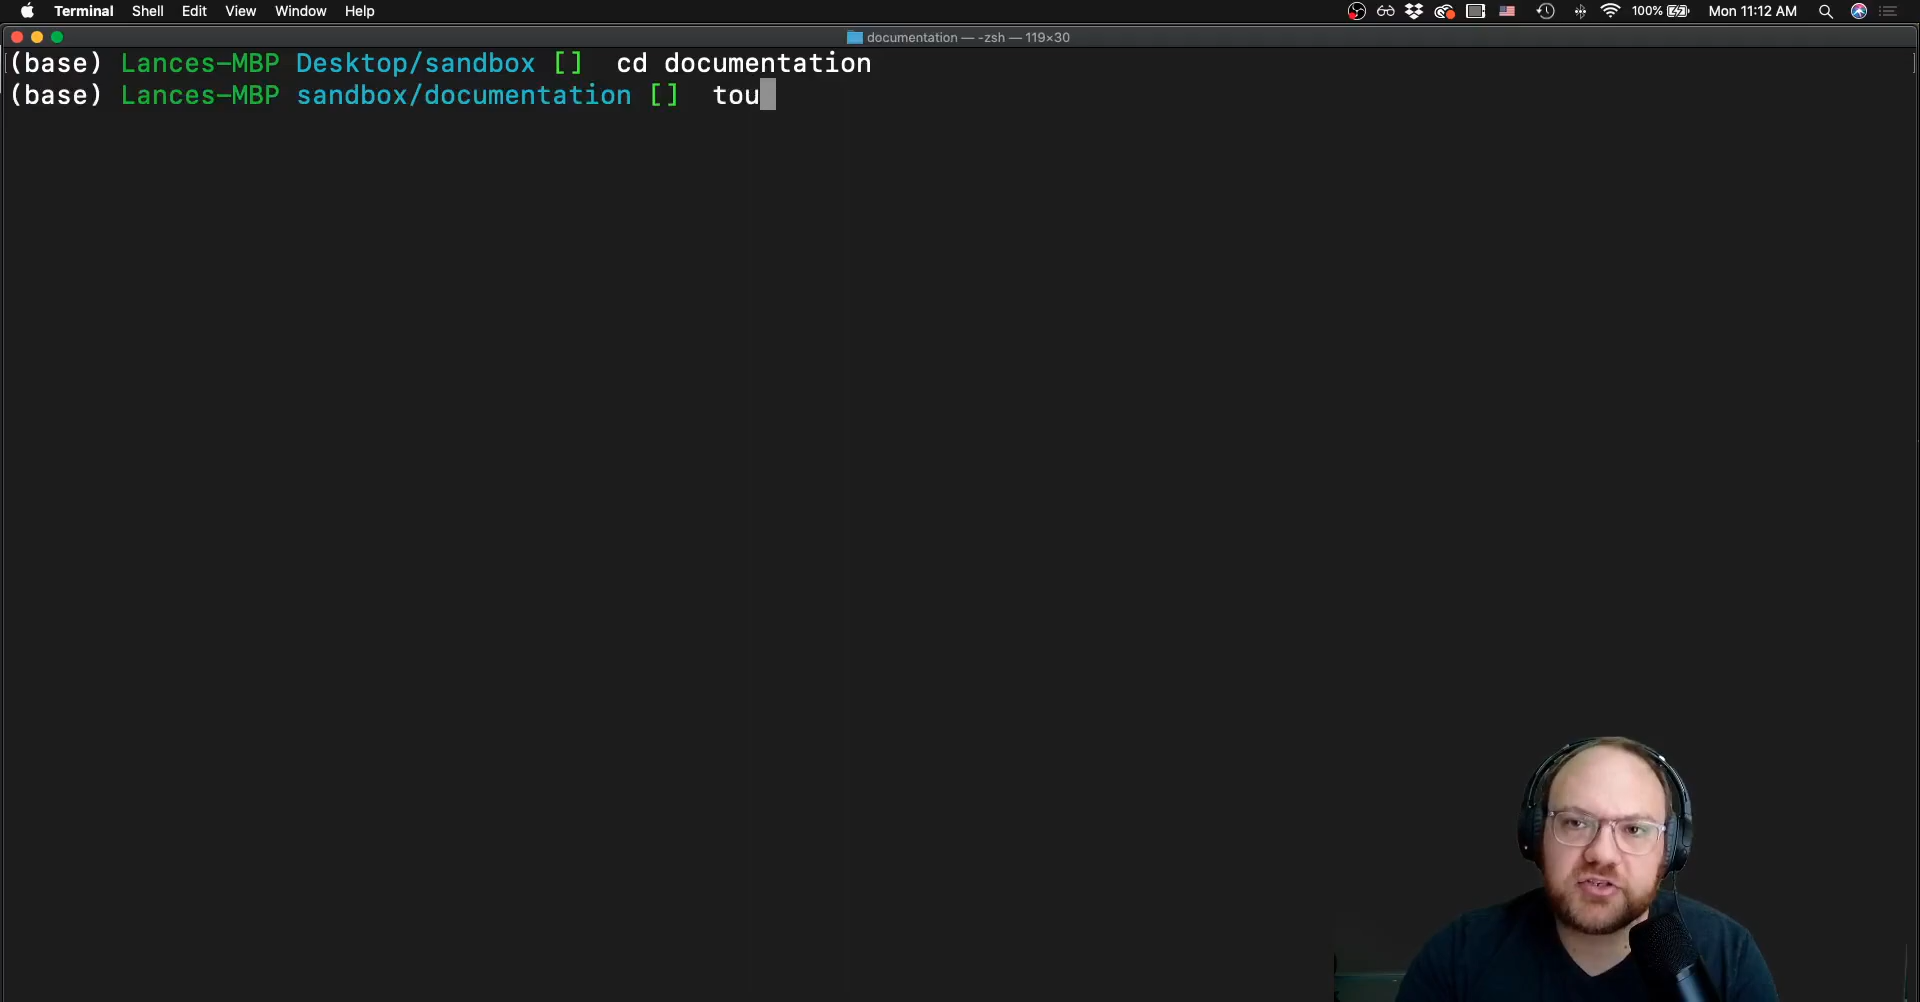 Terminal Shell Edit View Window Help 100% Mon 11:12 AM
documentation — -zsh — 119×30
(base) Lances-MBP Desktop/sandbox [] cd documentation
(base) Lances-MBP sandbox/documentation [] tou